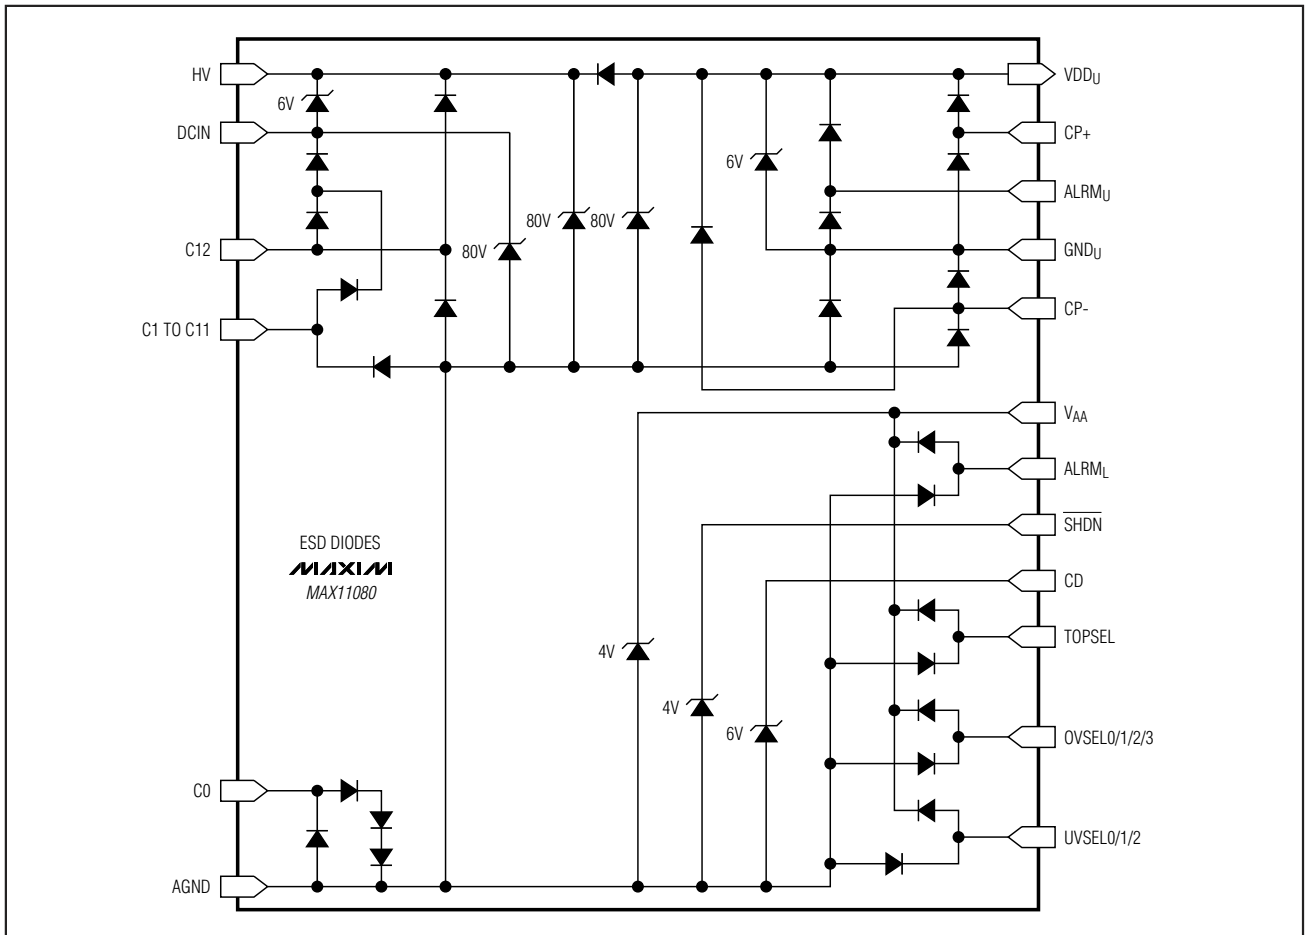 HV
VDDU
6V
DCIN
CP+
6V
ALRMU
80V
80V
C12
80V
GNDU
CP-
C1 TO C11
VAA
ALRML
SHDN
ESD DIODES
MAXIM
MAX11080
CD
TOPSEL
4V
4V
6V
OVSEL0/1/2/3
C0
UVSEL0/1/2
AGND